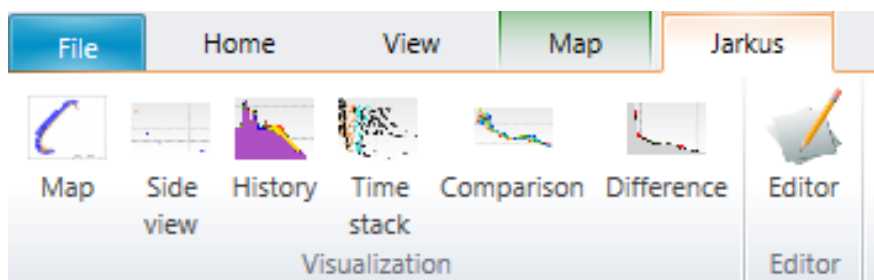 File Home View Map Jarkus
Map Side History Time Comparison Difference Editor
view stack
Visualization Editor